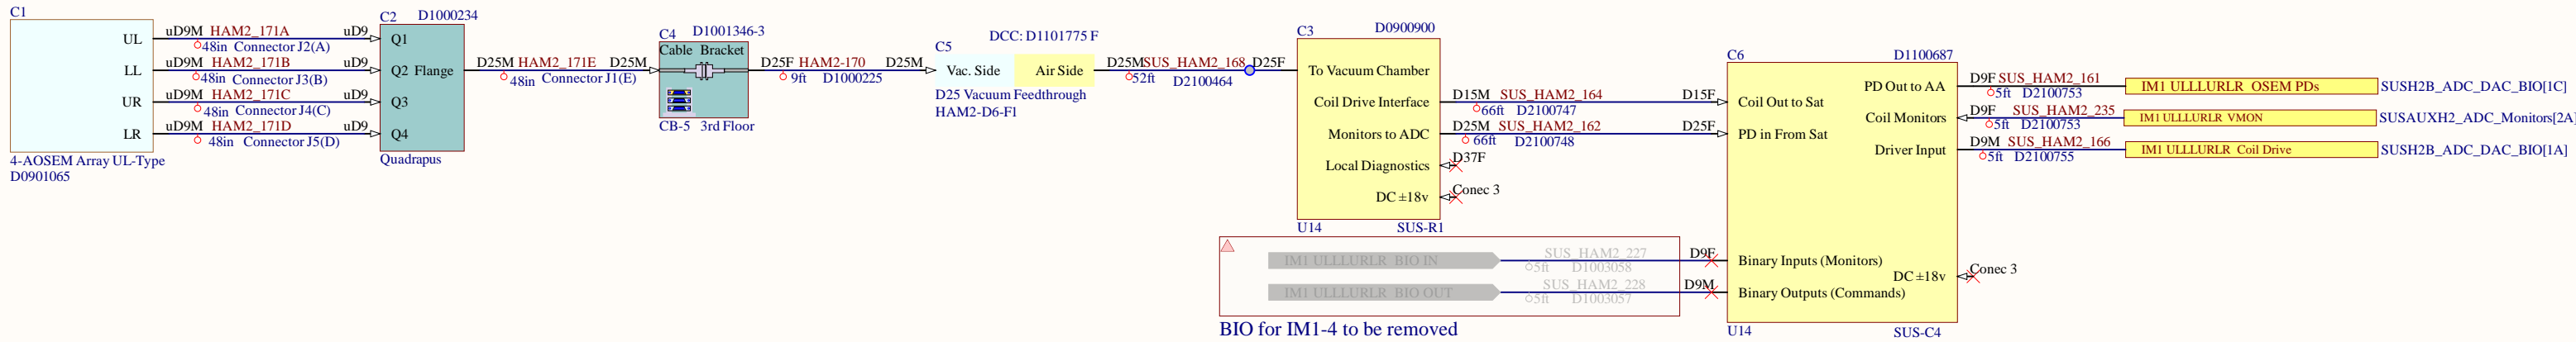 C1
UL
LL
UR
LR
4-AOSEM Array UL-Type
D0901065
uD9M HAM2_171A uD9
48in Connector J2(A)
uD9M HAM2_171B uD9
48in Connector J3(B)
uD9M HAM2_171C uD9
48in Connector J4(C)
uD9M HAM2_171D uD9
48in Connector J5(D)
C2 D1000234
Q1
Q2 Flange
Q3
Q4
Quadrapus
D25M HAM2_171E D25M
48in Connector J1(E)
C4 D1001346-3
Cable Bracket
CB-5 3rd Floor
D25F HAM2-170 D25M
9ft D1000225
DCC: D1101775 F
C5
Vac. Side Air Side
D25 Vacuum Feedthrough
HAM2-D6-F1
D25M SUS_HAM2_168 D25F
52ft D2100464
C3 D0900900
To Vacuum Chamber
Coil Drive Interface
Monitors to ADC
Local Diagnostics
DC ±18v
U14 SUS-R1
D15M SUS_HAM2_164 D15F
66ft D2100747
D25M SUS_HAM2_162 D25F
66ft D2100748
D37F
Conec 3
C6 D1100687
PD Out to AA
Coil Out to Sat
Coil Monitors
PD in From Sat
Driver Input
Binary Inputs (Monitors)
DC ±18v
Binary Outputs (Commands)
U14 SUS-C4
Conec 3
D9F SUS_HAM2_161
5ft D2100753
IM1 ULLLURLR OSEM PDs
SUSH2B_ADC_DAC_BIO[1C]
D9F SUS_HAM2_235
5ft D2100753
IM1 ULLLURLR VMON
SUSAUXH2_ADC_Monitors[2A]
D9M SUS_HAM2_166
5ft D2100755
IM1 ULLLURLR Coil Drive
SUSH2B_ADC_DAC_BIO[1A]
IM1 ULLLURLR BIO IN
SUS_HAM2_227 D9F
5ft D1003058
IM1 ULLLURLR BIO OUT
SUS_HAM2_228 D9M
5ft D1003057
BIO for IM1-4 to be removed